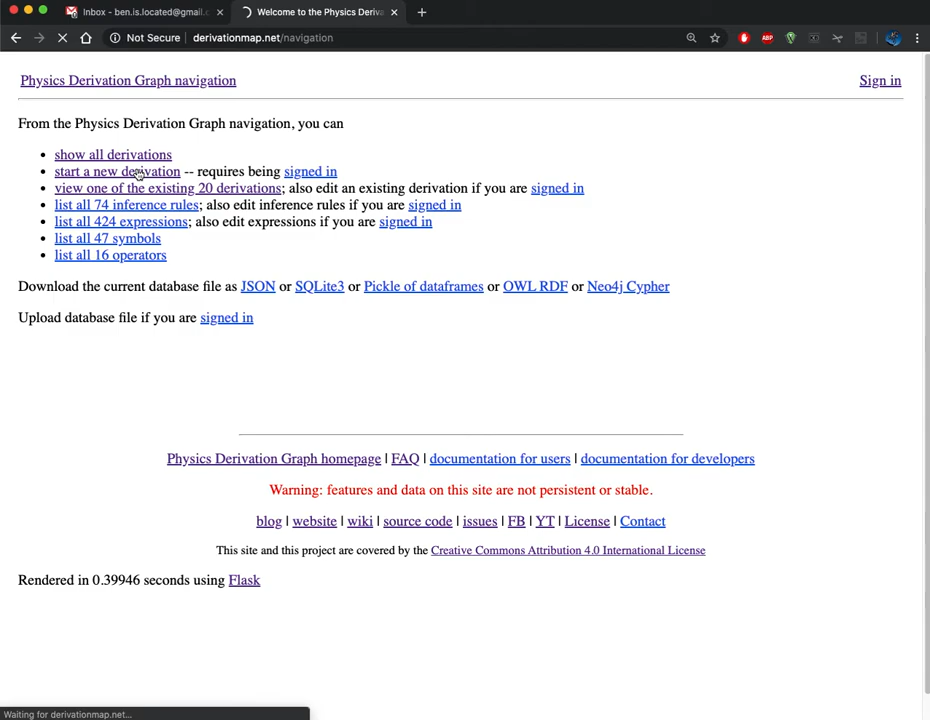 Inbox - ben.is.located@gmail.c
Welcome to the Physics Deriva
Not Secure
derivationmap.net/navigation
ABP
Physics Derivation Graph navigation
Sign in
From the Physics Derivation Graph navigation, you can
• show all derivations
• start a new derivation -- requires being signed in
• view one of the existing 20 derivations; also edit an existing derivation if you are signed in
• list all 74 inference rules; also edit inference rules if you are signed in
• list all 424 expressions; also edit expressions if you are signed in
• list all 47 symbols
• list all 16 operators
Download the current database file as JSON or SQLite3 or Pickle of dataframes or OWL RDF or Neo4j Cypher
Upload database file if you are signed in
Physics Derivation Graph homepage | FAQ | documentation for users | documentation for developers
Warning: features and data on this site are not persistent or stable.
blog | website | wiki | source code | issues | FB | YT | License | Contact
This site and this project are covered by the Creative Commons Attribution 4.0 International License
Rendered in 0.39946 seconds using Flask
Waiting for derivationmap.net...